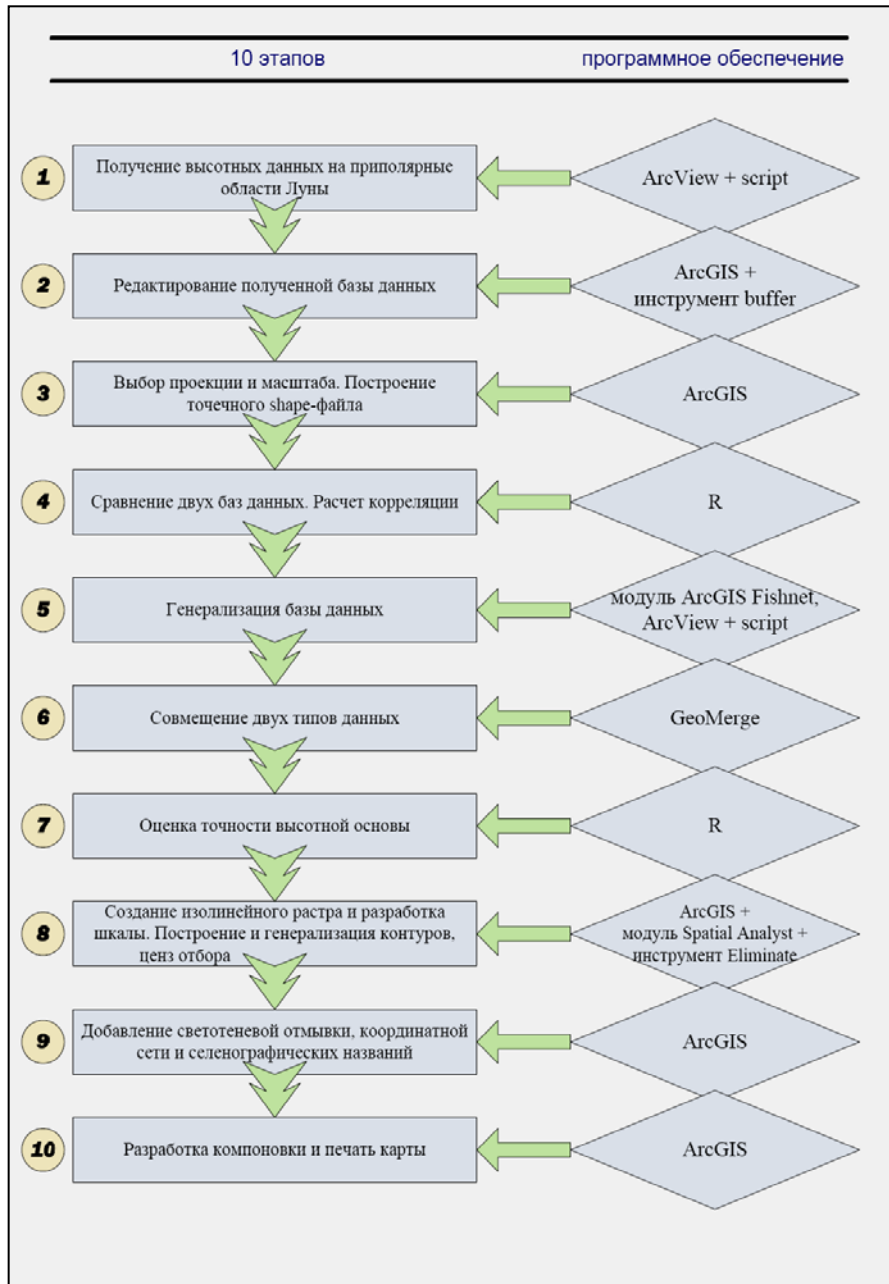 10 этапов
программное обеспечение
1
Получение высотных данных на приполярные
области Луны
ArcView + script
2
Редактирование полученной базы данных
ArcGIS +
инструмент buffer
3
Выбор проекции и масштаба. Построение
точечного shape-файла
ArcGIS
4
Сравнение двух баз данных. Расчет корреляции
R
5
Генерализация базы данных
модуль ArcGIS Fishnet,
ArcView + script
6
Совмещение двух типов данных
GeoMerge
7
Оценка точности высотной основы
R
8
Создание изолинейного растра и разработка
шкалы. Построение и генерализация контуров,
ценз отбора
ArcGIS +
модуль Spatial Analyst +
инструмент Eliminate
9
Добавление светотеневой отмывки, координатной
сети и селенографических названий
ArcGIS
10
Разработка компоновки и печать карты
ArcGIS